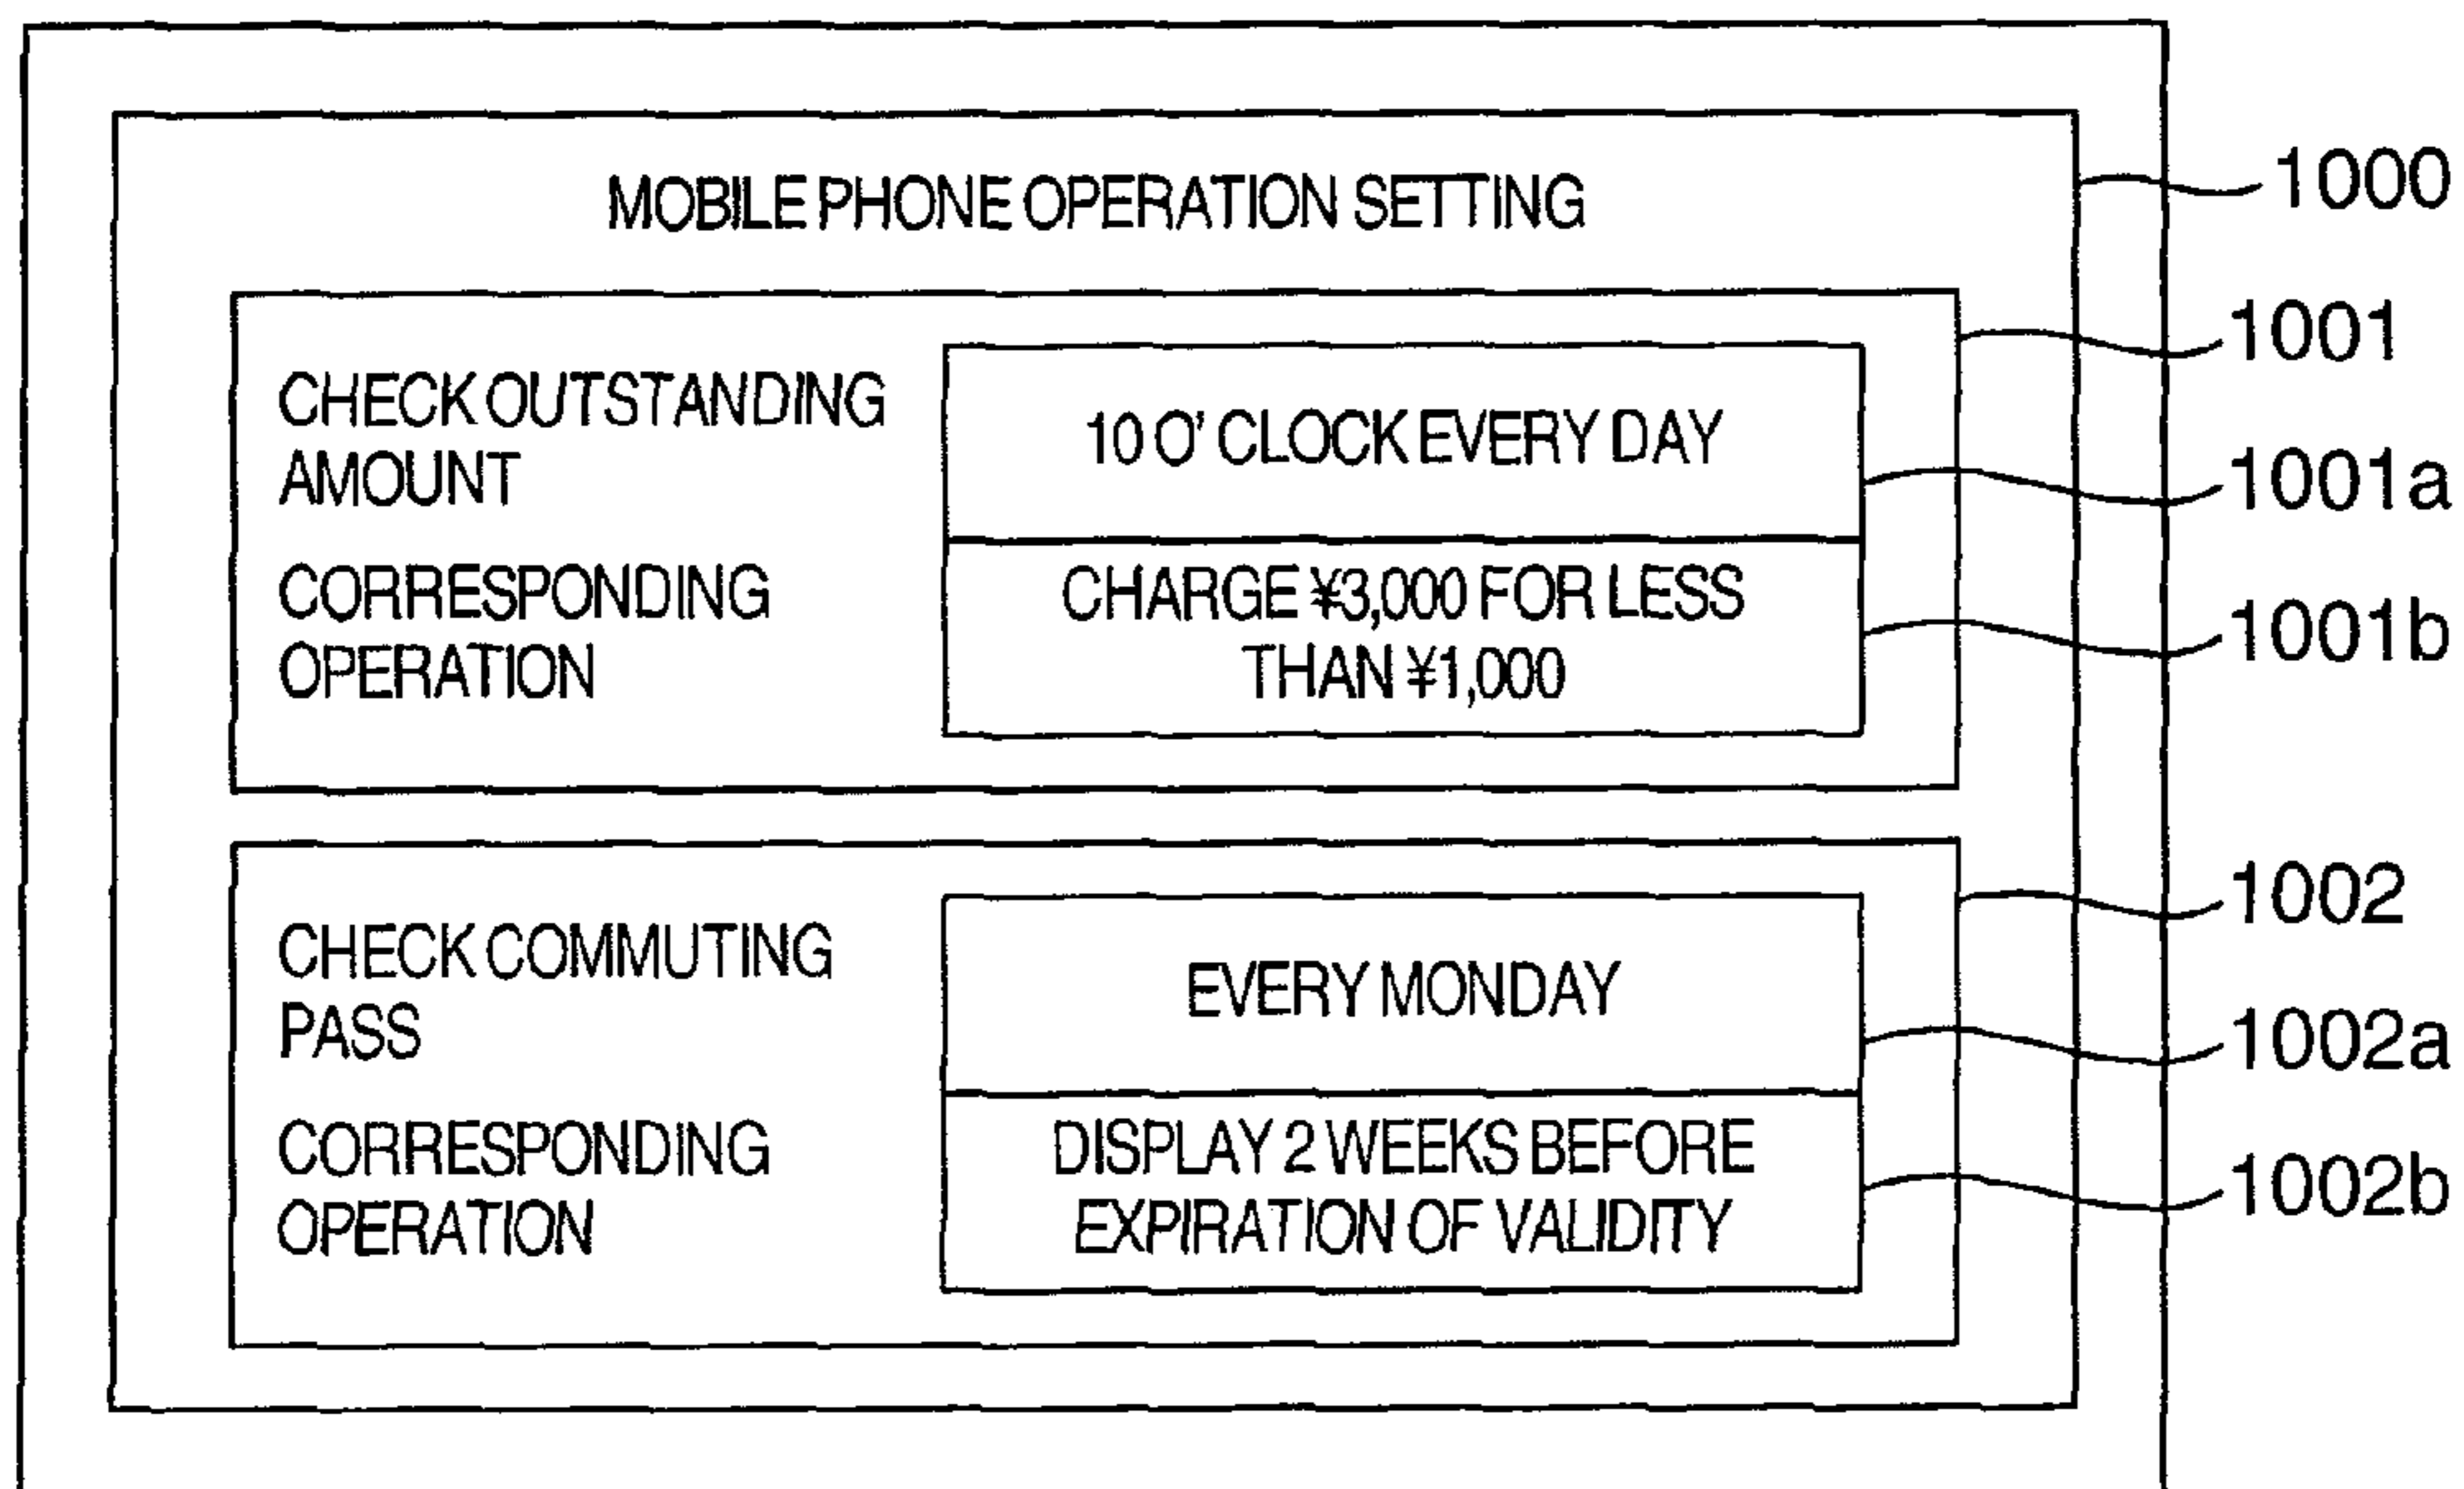 MOBILE PHONE OPERATION SETTING
1000
1001
CHECK OUTSTANDING
AMOUNT
10 O' CLOCK EVERY DAY
1001a
CORRESPONDING
OPERATION
CHARGE ¥3,000 FOR LESS
THAN ¥1,000
1001b
1002
CHECK COMMUTING
PASS
EVERY MONDAY
1002a
CORRESPONDING
OPERATION
DISPLAY 2 WEEKS BEFORE
EXPIRATION OF VALIDITY
1002b